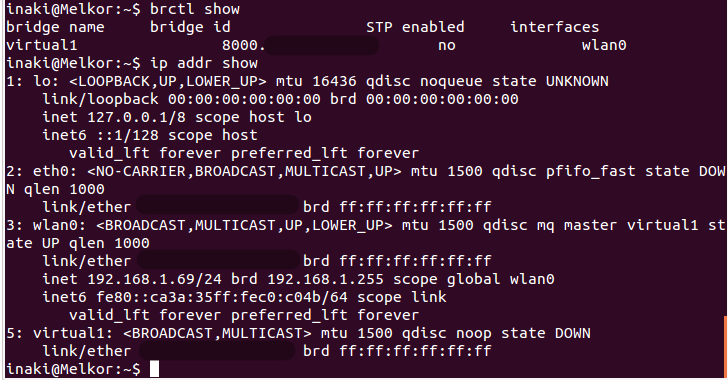 inaki@Melkor:~$ brctl show
bridge name     bridge id               STP enabled     interfaces
virtual1                8000.                           no              wlan0
inaki@Melkor:~$ ip addr show
1: lo: <LOOPBACK,UP,LOWER_UP> mtu 16436 qdisc noqueue state UNKNOWN
    link/loopback 00:00:00:00:00:00 brd 00:00:00:00:00:00
    inet 127.0.0.1/8 scope host lo
    inet6 ::1/128 scope host
       valid_lft forever preferred_lft forever
2: eth0: <NO-CARRIER,BROADCAST,MULTICAST,UP> mtu 1500 qdisc pfifo_fast state DOW
N qlen 1000
    link/ether                   brd ff:ff:ff:ff:ff:ff
3: wlan0: <BROADCAST,MULTICAST,UP,LOWER_UP> mtu 1500 qdisc mq master virtual1 st
ate UP qlen 1000
    link/ether                   brd ff:ff:ff:ff:ff:ff
    inet 192.168.1.69/24 brd 192.168.1.255 scope global wlan0
    inet6 fe80::ca3a:35ff:fec0:c04b/64 scope link
       valid_lft forever preferred_lft forever
5: virtual1: <BROADCAST,MULTICAST> mtu 1500 qdisc noop state DOWN
    link/ether                   brd ff:ff:ff:ff:ff:ff
inaki@Melkor:~$